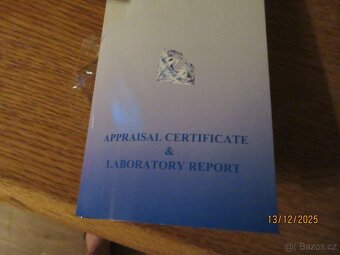 APPRAISAL CERTIFICATE
&
LABORATORY REPORT
13/12/2025
Bazos.cz